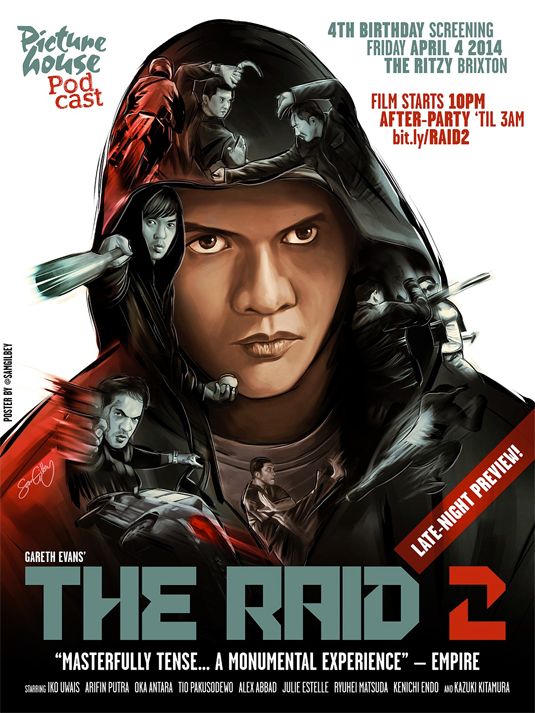 Picture
house
Pod
cast
4TH BIRTHDAY SCREENING
FRIDAY APRIL 4 2014
THE RITZY BRIXTON
FILM STARTS 10PM
AFTER-PARTY ‘TIL 3AM
bit.ly/RAID2
POSTER BY @SAMGILBEY
Sam Gilbey
LATE-NIGHT PREVIEW!
GARETH EVANS’
THE RAID 2
“MASTERFULLY TENSE... A MONUMENTAL EXPERIENCE” – EMPIRE
STARRING IKO UWAIS ARIFIN PUTRA OKA ANTARA TIO PAKUSODEWO ALEX ABBAD JULIE ESTELLE RYUHEI MATSUDA KENICHI ENDO AND KAZUKI KITAMURA